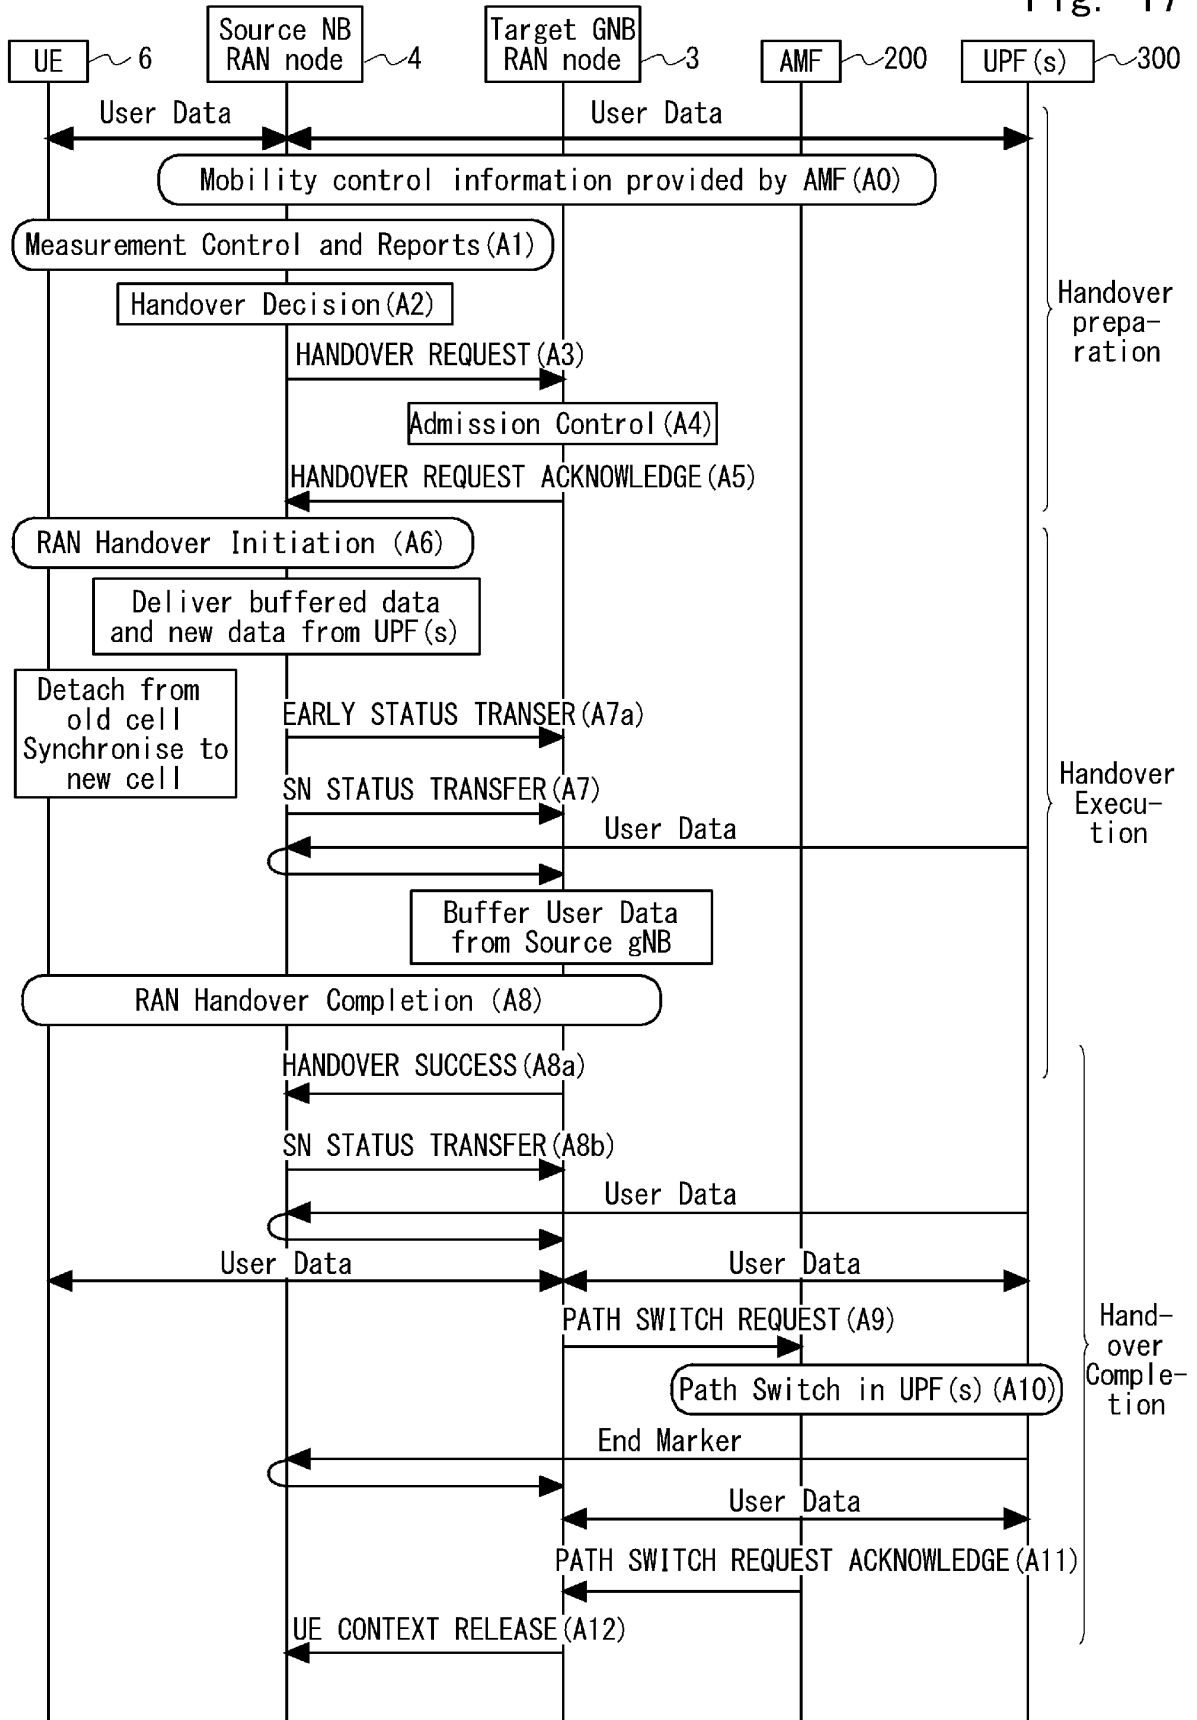 Fig. 17
Source NB
RAN node
Target GNB
RAN node
UE
6
4
3
AMF
200
UPF(s)
300
User Data
User Data
Mobility control information provided by AMF(A0)
Measurement Control and Reports(A1)
Handover Decision(A2)
Handover
prepa-
ration
HANDOVER REQUEST(A3)
Admission Control(A4)
HANDOVER REQUEST ACKNOWLEDGE(A5)
RAN Handover Initiation (A6)
Deliver buffered data
and new data from UPF(s)
Detach from
old cell
Synchronise to
new cell
EARLY STATUS TRANSER(A7a)
SN STATUS TRANSFER(A7)
Handover
Execu-
tion
User Data
Buffer User Data
from Source gNB
RAN Handover Completion (A8)
HANDOVER SUCCESS(A8a)
SN STATUS TRANSFER(A8b)
User Data
User Data
User Data
PATH SWITCH REQUEST(A9)
Hand-
over
Comple-
tion
Path Switch in UPF(s)(A10)
End Marker
User Data
PATH SWITCH REQUEST ACKNOWLEDGE(A11)
UE CONTEXT RELEASE(A12)